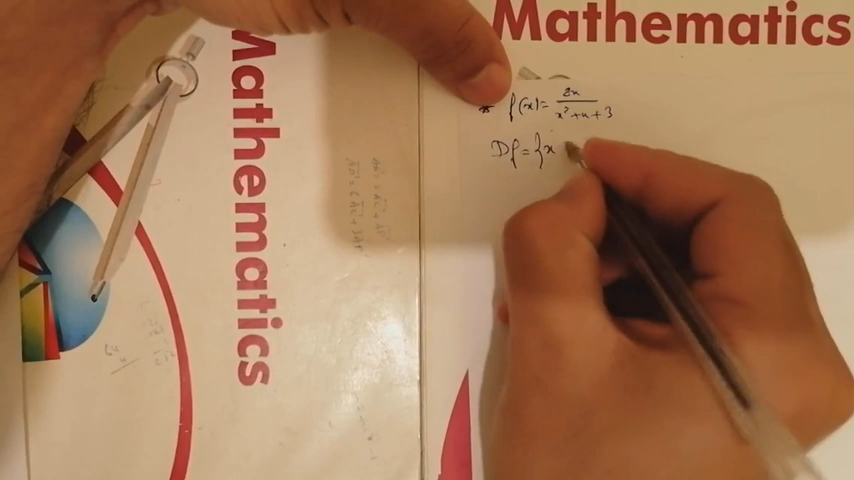 Mathematics
Mathematics
* f(x)= 2x / x²+x+3
Df={x